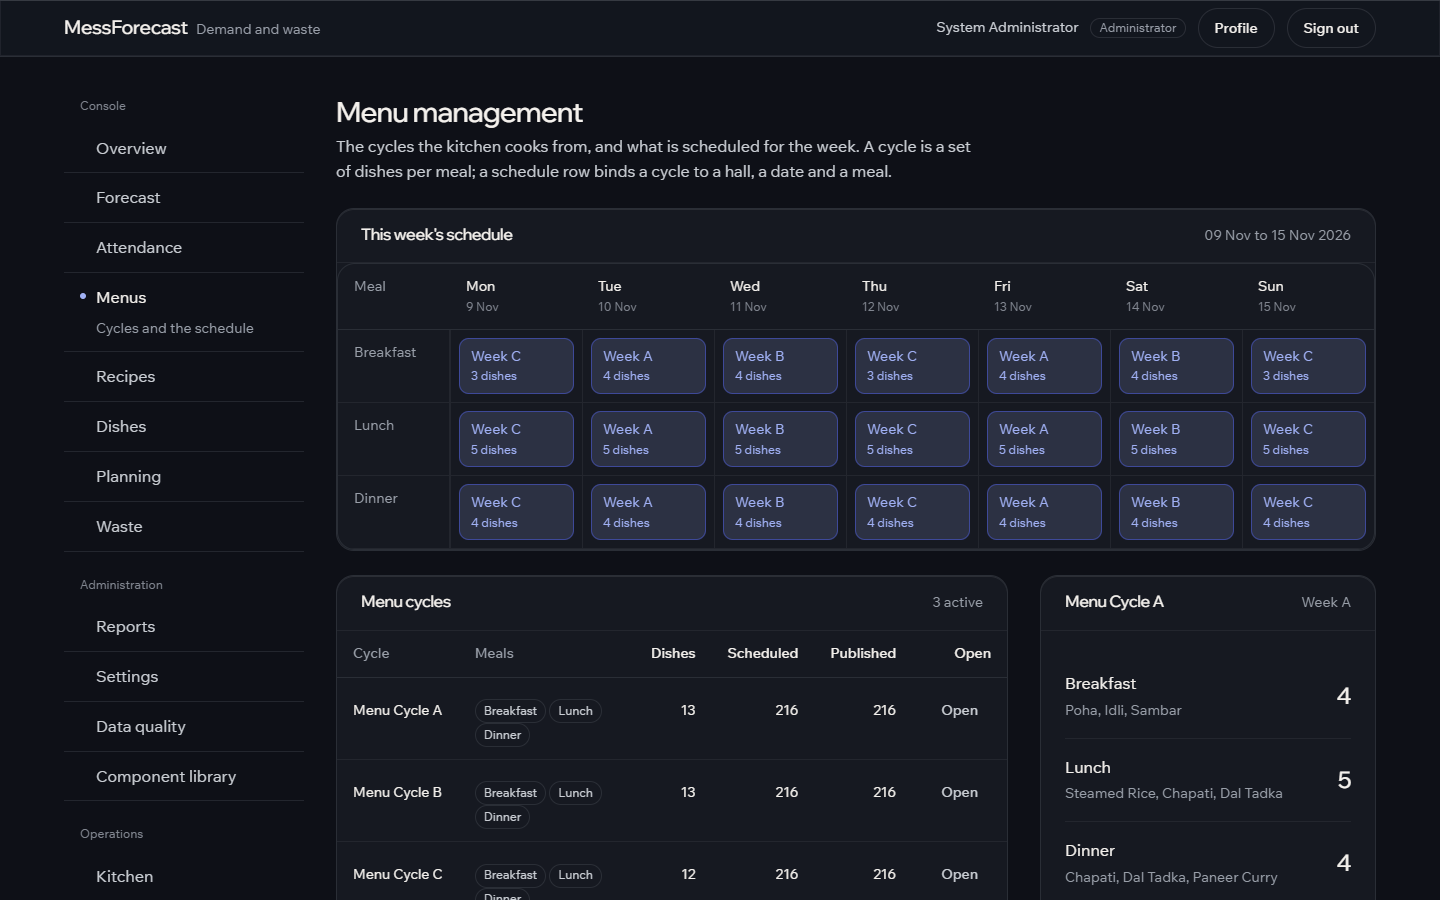 MessForecast Demand and waste
System Administrator Administrator Profile Sign out
Console
Overview
Forecast
Attendance
Menus
Cycles and the schedule
Recipes
Dishes
Planning
Waste
Administration
Reports
Settings
Data quality
Component library
Operations
Kitchen
Menu management
The cycles the kitchen cooks from, and what is scheduled for the week. A cycle is a set
of dishes per meal; a schedule row binds a cycle to a hall, a date and a meal.
This week's schedule 09 Nov to 15 Nov 2026
Meal Mon Tue Wed Thu Fri Sat Sun
9 Nov 10 Nov 11 Nov 12 Nov 13 Nov 14 Nov 15 Nov
Breakfast Week C Week A Week B Week C Week A Week B Week C
3 dishes 4 dishes 4 dishes 3 dishes 4 dishes 4 dishes 3 dishes
Lunch Week C Week A Week B Week C Week A Week B Week C
5 dishes 5 dishes 5 dishes 5 dishes 5 dishes 5 dishes 5 dishes
Dinner Week C Week A Week B Week C Week A Week B Week C
4 dishes 4 dishes 4 dishes 4 dishes 4 dishes 4 dishes 4 dishes
Menu cycles 3 active
Cycle Meals Dishes Scheduled Published Open
Menu Cycle A Breakfast Lunch 13 216 216 Open
Dinner
Menu Cycle B Breakfast Lunch 13 216 216 Open
Dinner
Menu Cycle C Breakfast Lunch 12 216 216 Open
Dinner
Menu Cycle A Week A
Breakfast 4
Poha, Idli, Sambar
Lunch 5
Steamed Rice, Chapati, Dal Tadka
Dinner 4
Chapati, Dal Tadka, Paneer Curry